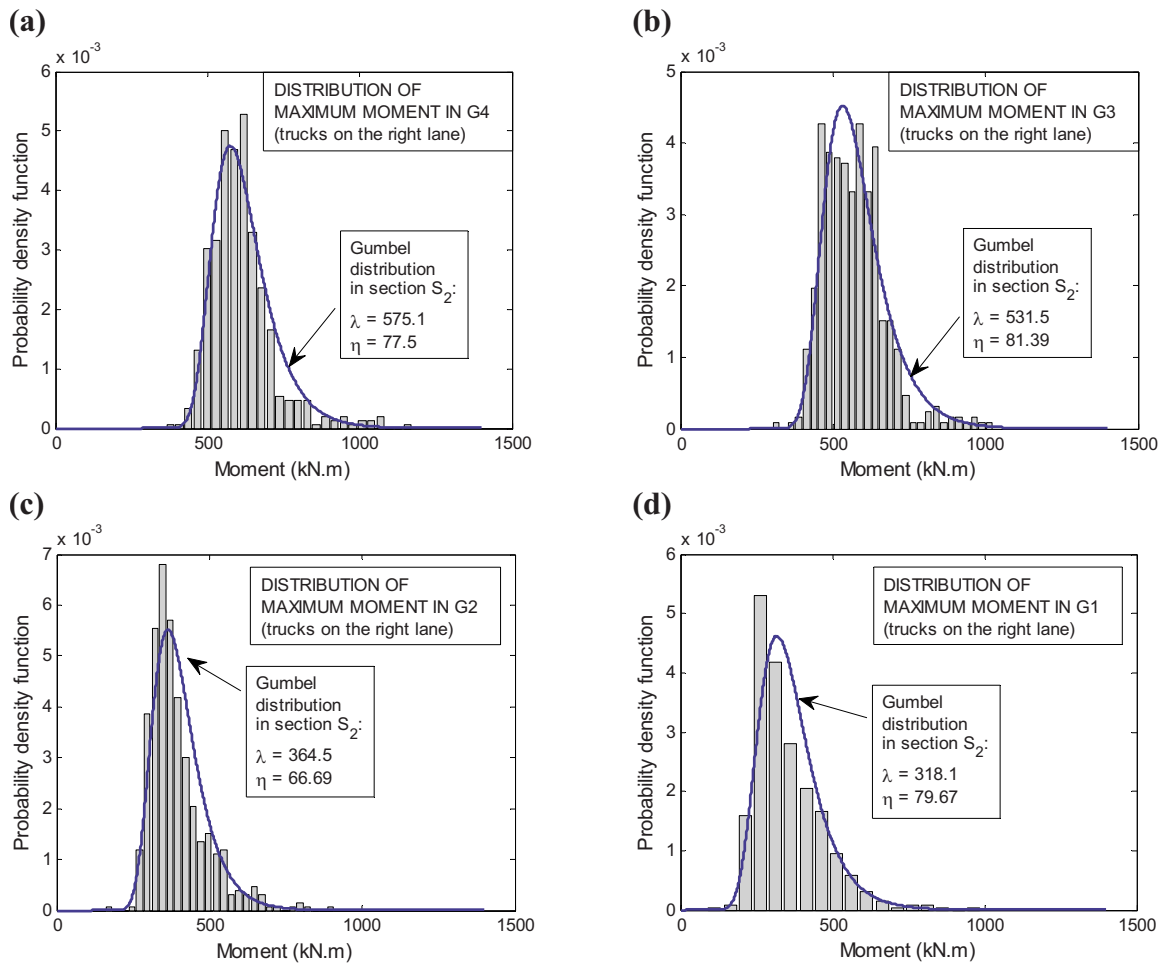 (a)
x 10-3
6
5
4
3
2
1
0
0 500 1000 1500
Probability density function
Moment (kN.m)
DISTRIBUTION OF
MAXIMUM MOMENT IN G4
(trucks on the right lane)
Gumbel
distribution
in section S2:
λ = 575.1
η = 77.5
(b)
x 10-3
5
4
3
2
1
0
0 500 1000 1500
Probability density function
Moment (kN.m)
DISTRIBUTION OF
MAXIMUM MOMENT IN G3
(trucks on the right lane)
Gumbel
distribution
in section S2:
λ = 531.5
η = 81.39
(c)
x 10-3
7
6
5
4
3
2
1
0
0 500 1000 1500
Probability density function
Moment (kN.m)
DISTRIBUTION OF
MAXIMUM MOMENT IN G2
(trucks on the right lane)
Gumbel
distribution
in section S2:
λ = 364.5
η = 66.69
(d)
x 10-3
6
5
4
3
2
1
0
0 500 1000 1500
Probability density function
Moment (kN.m)
DISTRIBUTION OF
MAXIMUM MOMENT IN G1
(trucks on the right lane)
Gumbel
distribution
in section S2:
λ = 318.1
η = 79.67